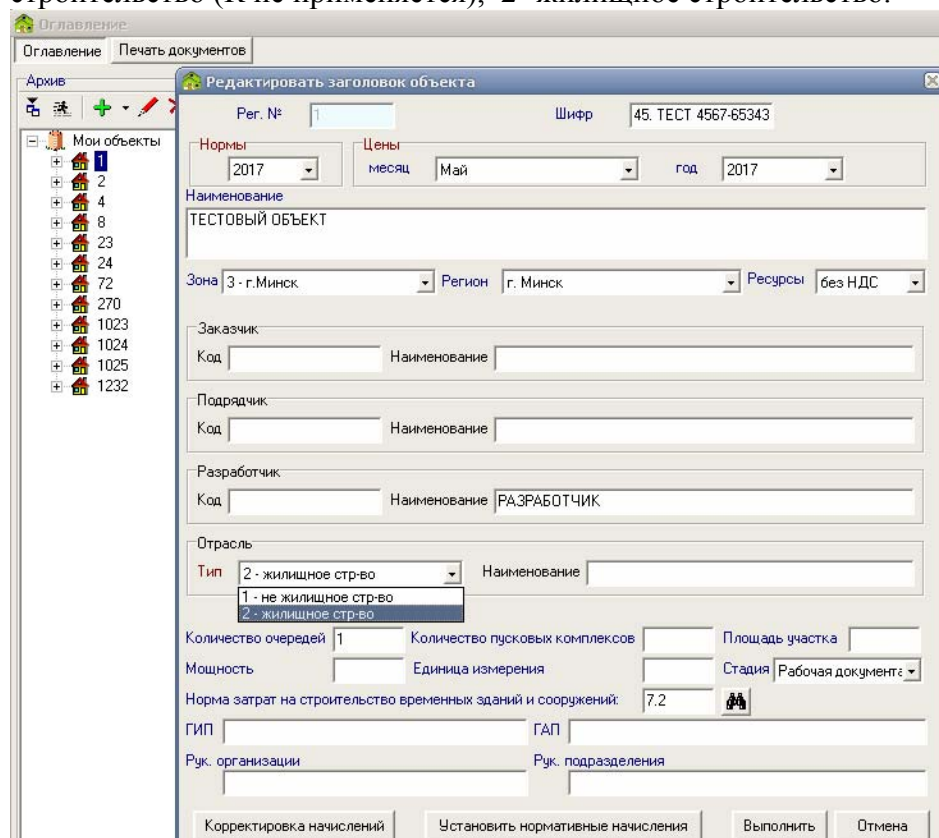 строительство (К не применяется), 2 -жилищное строительство.
Оглавление
Оглавление Печать документов
Архив
Мои объекты
1
2
4
8
23
24
72
270
1023
1024
1025
1232
Редактировать заголовок объекта
Рег. № 1 Шифр 45. ТЕСТ 4567-65343
Нормы Цены
2017 месяц Май год 2017
Наименование
ТЕСТОВЫЙ ОБЪЕКТ
Зона 3 - г.Минск Регион г. Минск Ресурсы без НДС
Заказчик
Код Наименование
Подрядчик
Код Наименование
Разработчик
Код Наименование РАЗРАБОТЧИК
Отрасль
Тип 2 - жилищное стр-во Наименование
1 - не жилищное стр-во
2 - жилищное стр-во
Количество очередей 1 Количество пусковых комплексов Площадь участка
Мощность Единица измерения Стадия Рабочая документа
Норма затрат на строительство временных зданий и сооружений: 7.2
ГИП ГАП
Рук. организации Рук. подразделения
Корректировка начислений Установить нормативные начисления Выполнить Отмена